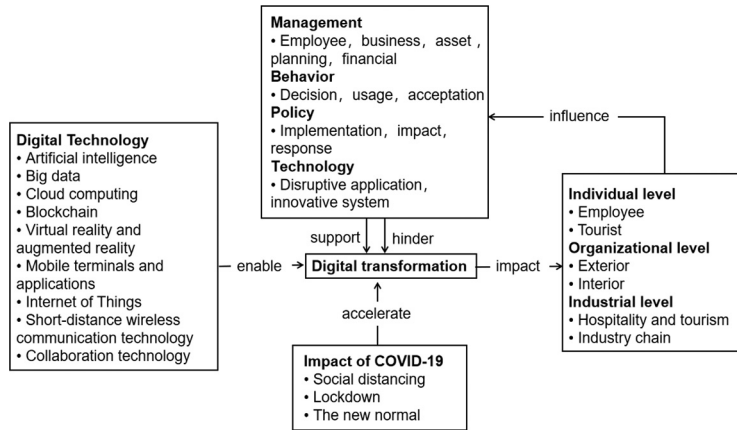 Management
• Employee, business, asset ,
planning, financial
Behavior
• Decision, usage, acceptation
Policy
• Implementation, impact,
response
Technology
• Disruptive application,
innovative system
influence
Digital Technology
• Artificial intelligence
• Big data
• Cloud computing
• Blockchain
• Virtual reality and
augmented reality
• Mobile terminals and
applications
• Internet of Things
• Short-distance wireless
communication technology
• Collaboration technology
enable
support
hinder
Digital transformation
impact
Individual level
• Employee
• Tourist
Organizational level
• Exterior
• Interior
Industrial level
• Hospitality and tourism
• Industry chain
accelerate
Impact of COVID-19
• Social distancing
• Lockdown
• The new normal